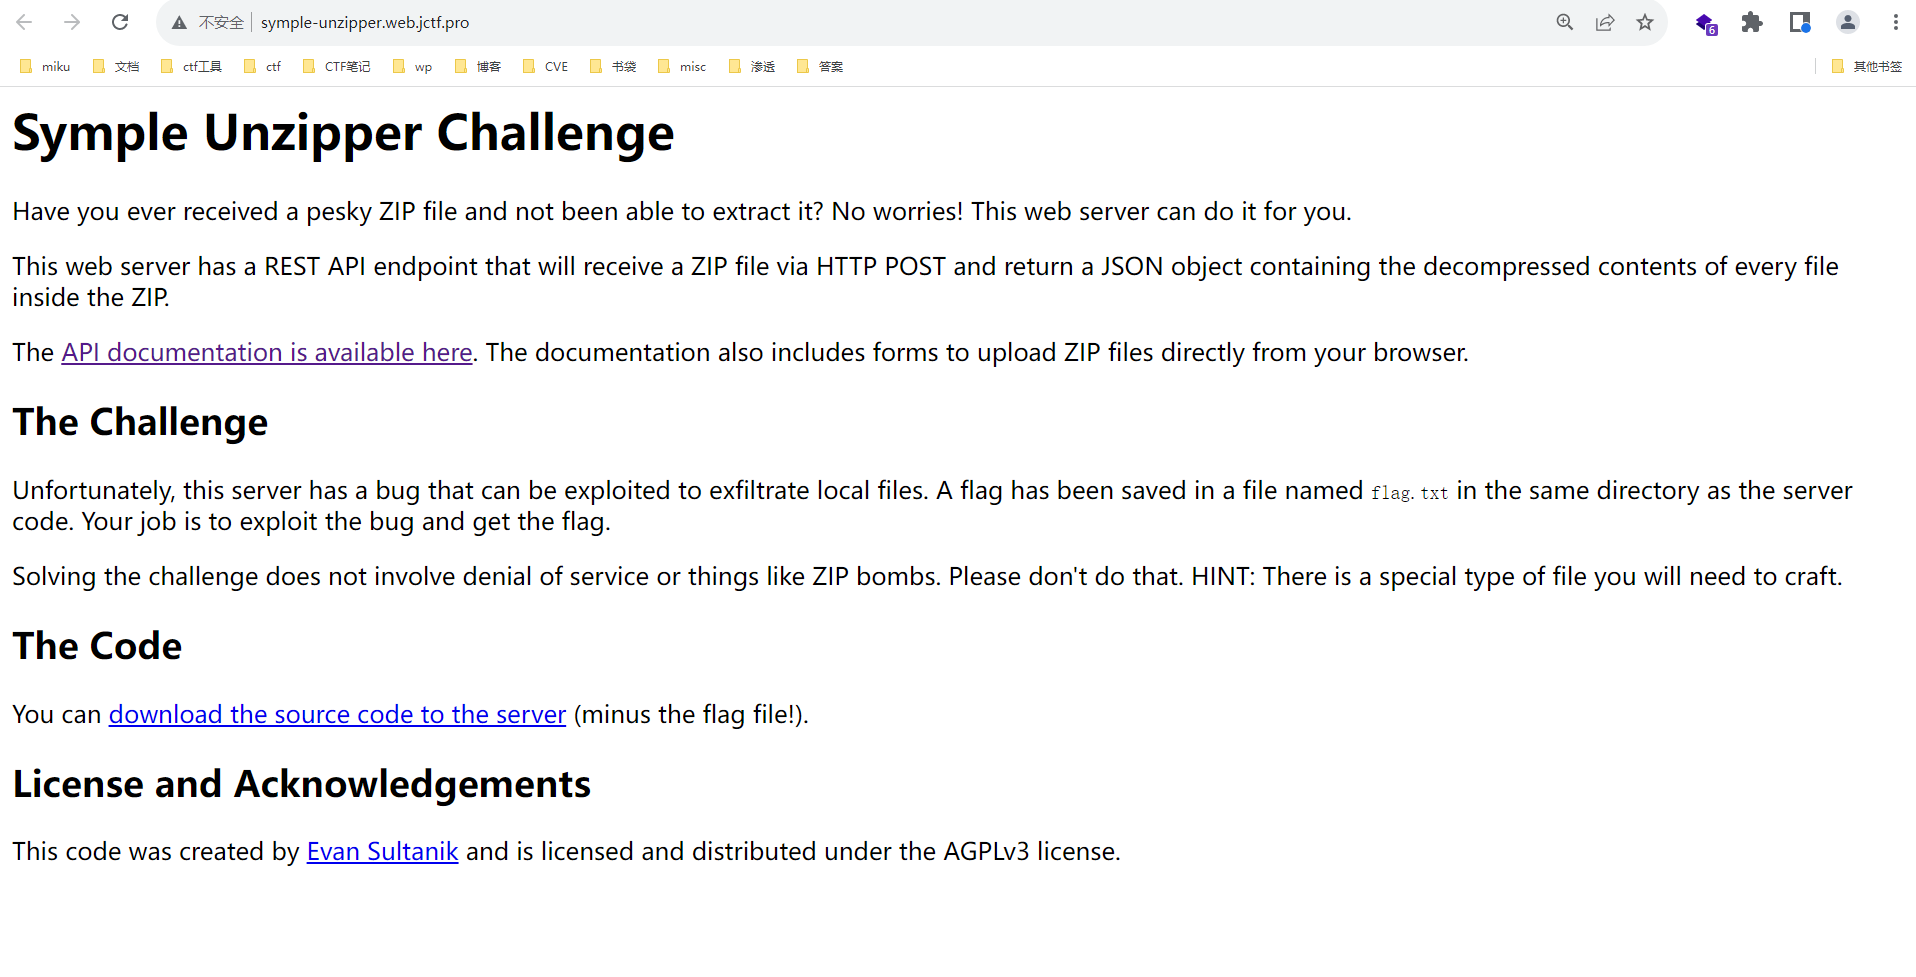 不安全 symple-unzipper.web.jctf.pro
6
miku 文档 ctf工具 ctf CTF笔记 wp 博客 CVE 书袋 misc 渗透 答案 其他书签
Symple Unzipper Challenge
Have you ever received a pesky ZIP file and not been able to extract it? No worries! This web server can do it for you.
This web server has a REST API endpoint that will receive a ZIP file via HTTP POST and return a JSON object containing the decompressed contents of every file
inside the ZIP.
The API documentation is available here. The documentation also includes forms to upload ZIP files directly from your browser.
The Challenge
Unfortunately, this server has a bug that can be exploited to exfiltrate local files. A flag has been saved in a file named flag.txt in the same directory as the server
code. Your job is to exploit the bug and get the flag.
Solving the challenge does not involve denial of service or things like ZIP bombs. Please don't do that. HINT: There is a special type of file you will need to craft.
The Code
You can download the source code to the server (minus the flag file!).
License and Acknowledgements
This code was created by Evan Sultanik and is licensed and distributed under the AGPLv3 license.